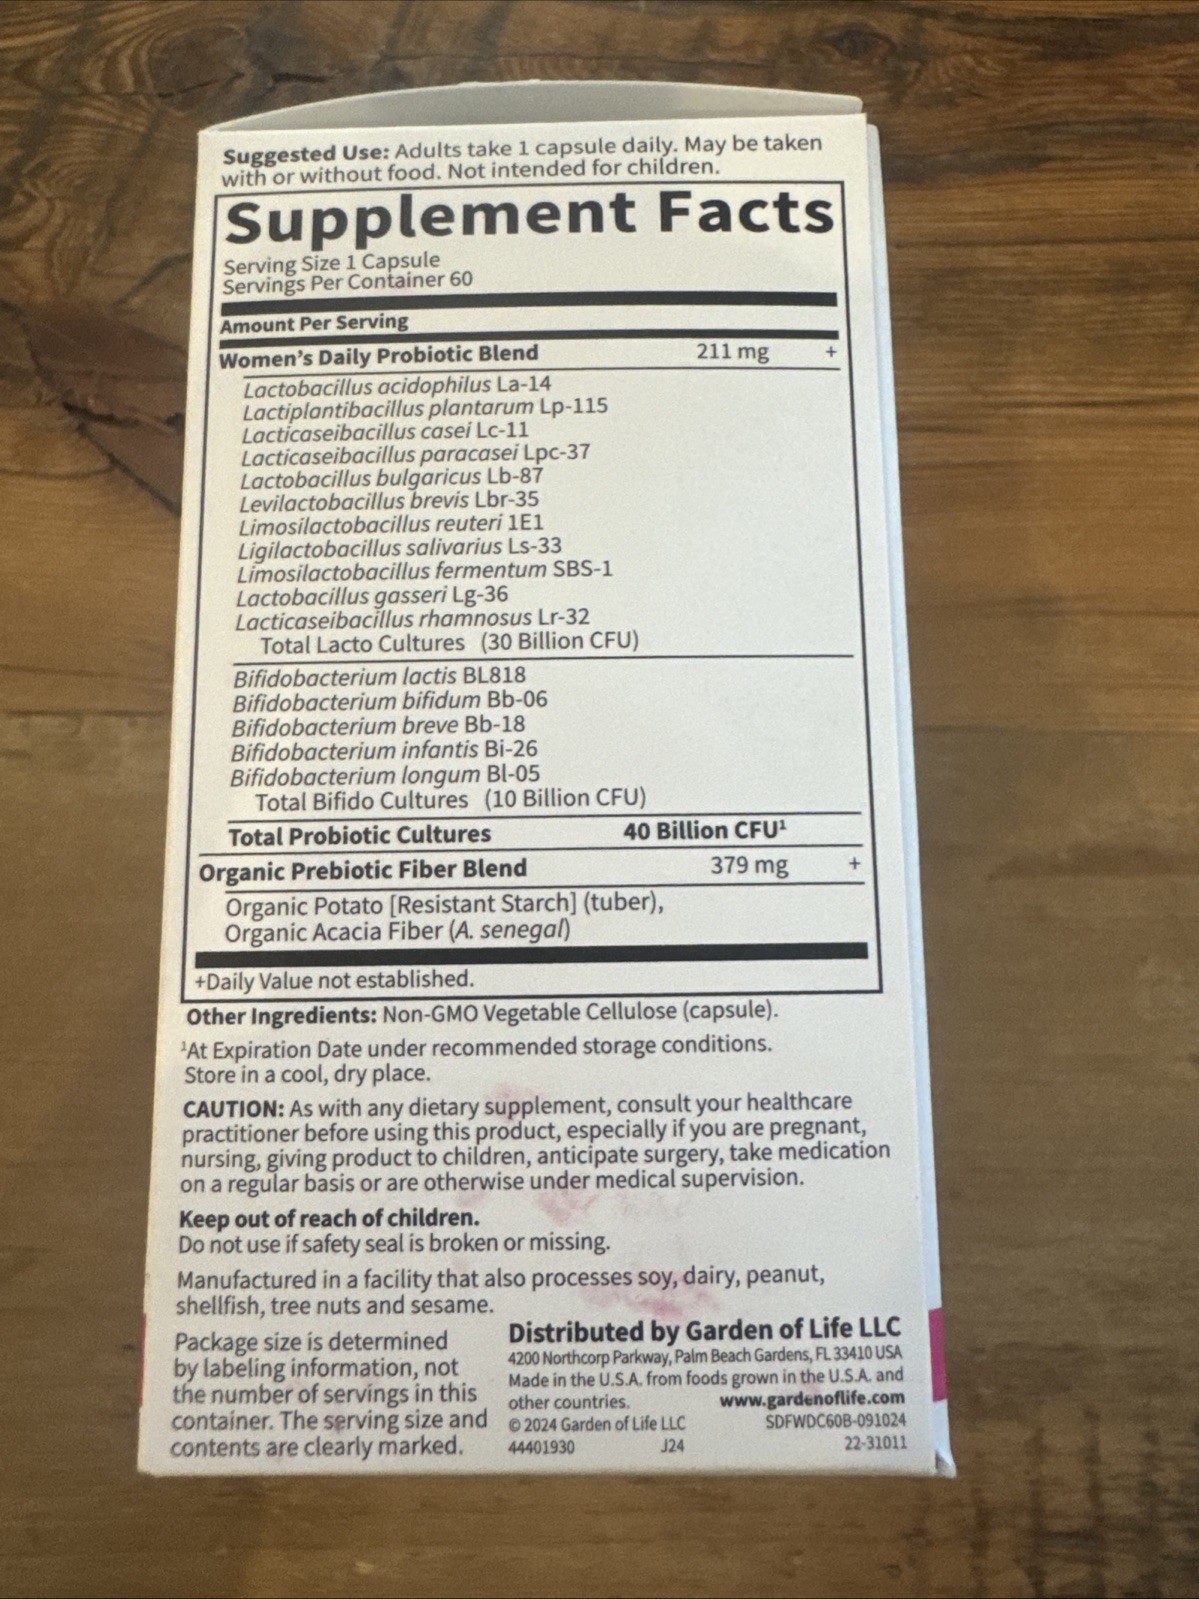 Suggested Use: Adults take 1 capsule daily. May be taken
with or without food. Not intended for children.
Supplement Facts
Serving Size 1 Capsule
Servings Per Container 60
Amount Per Serving
Women's Daily Probiotic Blend 211 mg +
Lactobacillus acidophilus La-14
Lactiplantibacillus plantarum Lp-115
Lacticaseibacillus casei Lc-11
Lacticaseibacillus paracasei Lpc-37
Lactobacillus bulgaricus Lb-87
Levilactobacillus brevis Lbr-35
Limosilactobacillus reuteri 1E1
Ligilactobacillus salivarius Ls-33
Limosilactobacillus fermentum SBS-1
Lactobacillus gasseri Lg-36
Lacticaseibacillus rhamnosus Lr-32
Total Lacto Cultures (30 Billion CFU)
Bifidobacterium lactis BL818
Bifidobacterium bifidum Bb-06
Bifidobacterium breve Bb-18
Bifidobacterium infantis Bi-26
Bifidobacterium longum Bl-05
Total Bifido Cultures (10 Billion CFU)
Total Probiotic Cultures 40 Billion CFU¹
Organic Prebiotic Fiber Blend 379 mg +
Organic Potato [Resistant Starch] (tuber),
Organic Acacia Fiber (A. senegal)
+Daily Value not established.
Other Ingredients: Non-GMO Vegetable Cellulose (capsule).
¹At Expiration Date under recommended storage conditions.
Store in a cool, dry place.
CAUTION: As with any dietary supplement, consult your healthcare
practitioner before using this product, especially if you are pregnant,
nursing, giving product to children, anticipate surgery, take medication
on a regular basis or are otherwise under medical supervision.
Keep out of reach of children.
Do not use if safety seal is broken or missing.
Manufactured in a facility that also processes soy, dairy, peanut,
shellfish, tree nuts and sesame.
Package size is determined
by labeling information, not
the number of servings in this
container. The serving size and
contents are clearly marked.
Distributed by Garden of Life LLC
4200 Northcorp Parkway, Palm Beach Gardens, FL 33410 USA
Made in the U.S.A. from foods grown in the U.S.A. and
other countries. www.gardenoflife.com
© 2024 Garden of Life LLC SDFWDC60B-091024
44401930 J24 22-31011